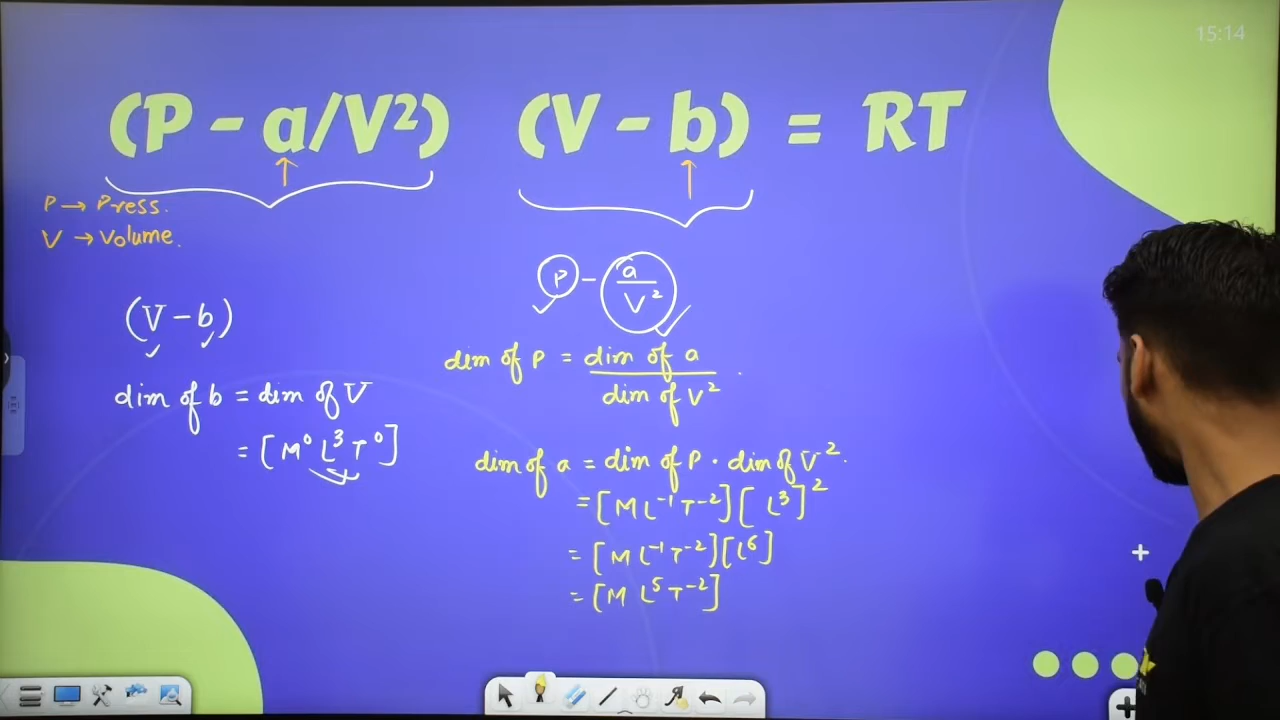 15:14
(P - a/V²) (V - b) = RT
↑ ↑
P → Press.
V → Volume.
(V - b)
dim of b = dim of V
= [M⁰ L³ T⁰]
P - a/V²
dim of P = dim of a / dim of V²
dim of a = dim of P · dim of V².
= [M L⁻¹ T⁻²] [L³]²
= [M L⁻¹ T⁻²] [L⁶]
= [M L⁵ T⁻²]